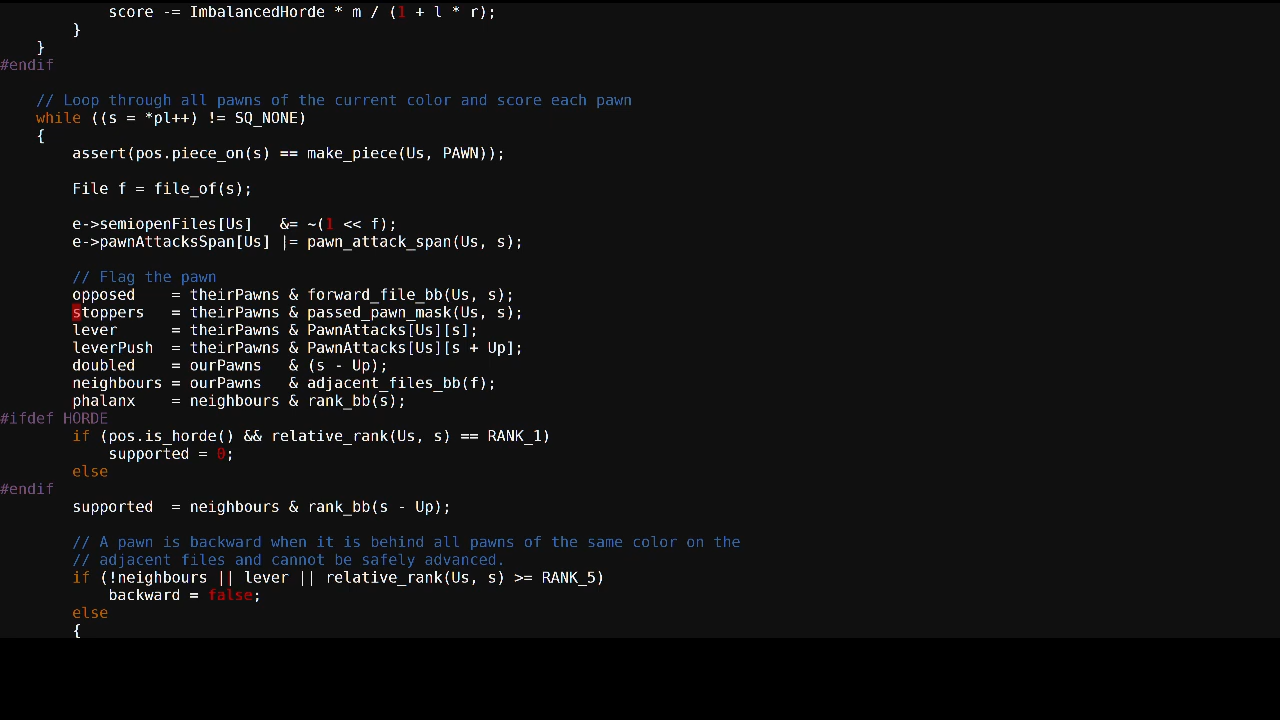 score -= ImbalancedHorde * m / (1 + l * r);
        }
    }
#endif

    // Loop through all pawns of the current color and score each pawn
    while ((s = *pl++) != SQ_NONE)
    {
        assert(pos.piece_on(s) == make_piece(Us, PAWN));

        File f = file_of(s);

        e->semiopenFiles[Us]   &= ~(1 << f);
        e->pawnAttacksSpan[Us] |= pawn_attack_span(Us, s);

        // Flag the pawn
        opposed    = theirPawns & forward_file_bb(Us, s);
        stoppers   = theirPawns & passed_pawn_mask(Us, s);
        lever      = theirPawns & PawnAttacks[Us][s];
        leverPush  = theirPawns & PawnAttacks[Us][s + Up];
        doubled    = ourPawns   & (s - Up);
        neighbours = ourPawns   & adjacent_files_bb(f);
        phalanx    = neighbours & rank_bb(s);
#ifdef HORDE
        if (pos.is_horde() && relative_rank(Us, s) == RANK_1)
            supported = 0;
        else
#endif
        supported  = neighbours & rank_bb(s - Up);

        // A pawn is backward when it is behind all pawns of the same color on the
        // adjacent files and cannot be safely advanced.
        if (!neighbours || lever || relative_rank(Us, s) >= RANK_5)
            backward = false;
        else
        {